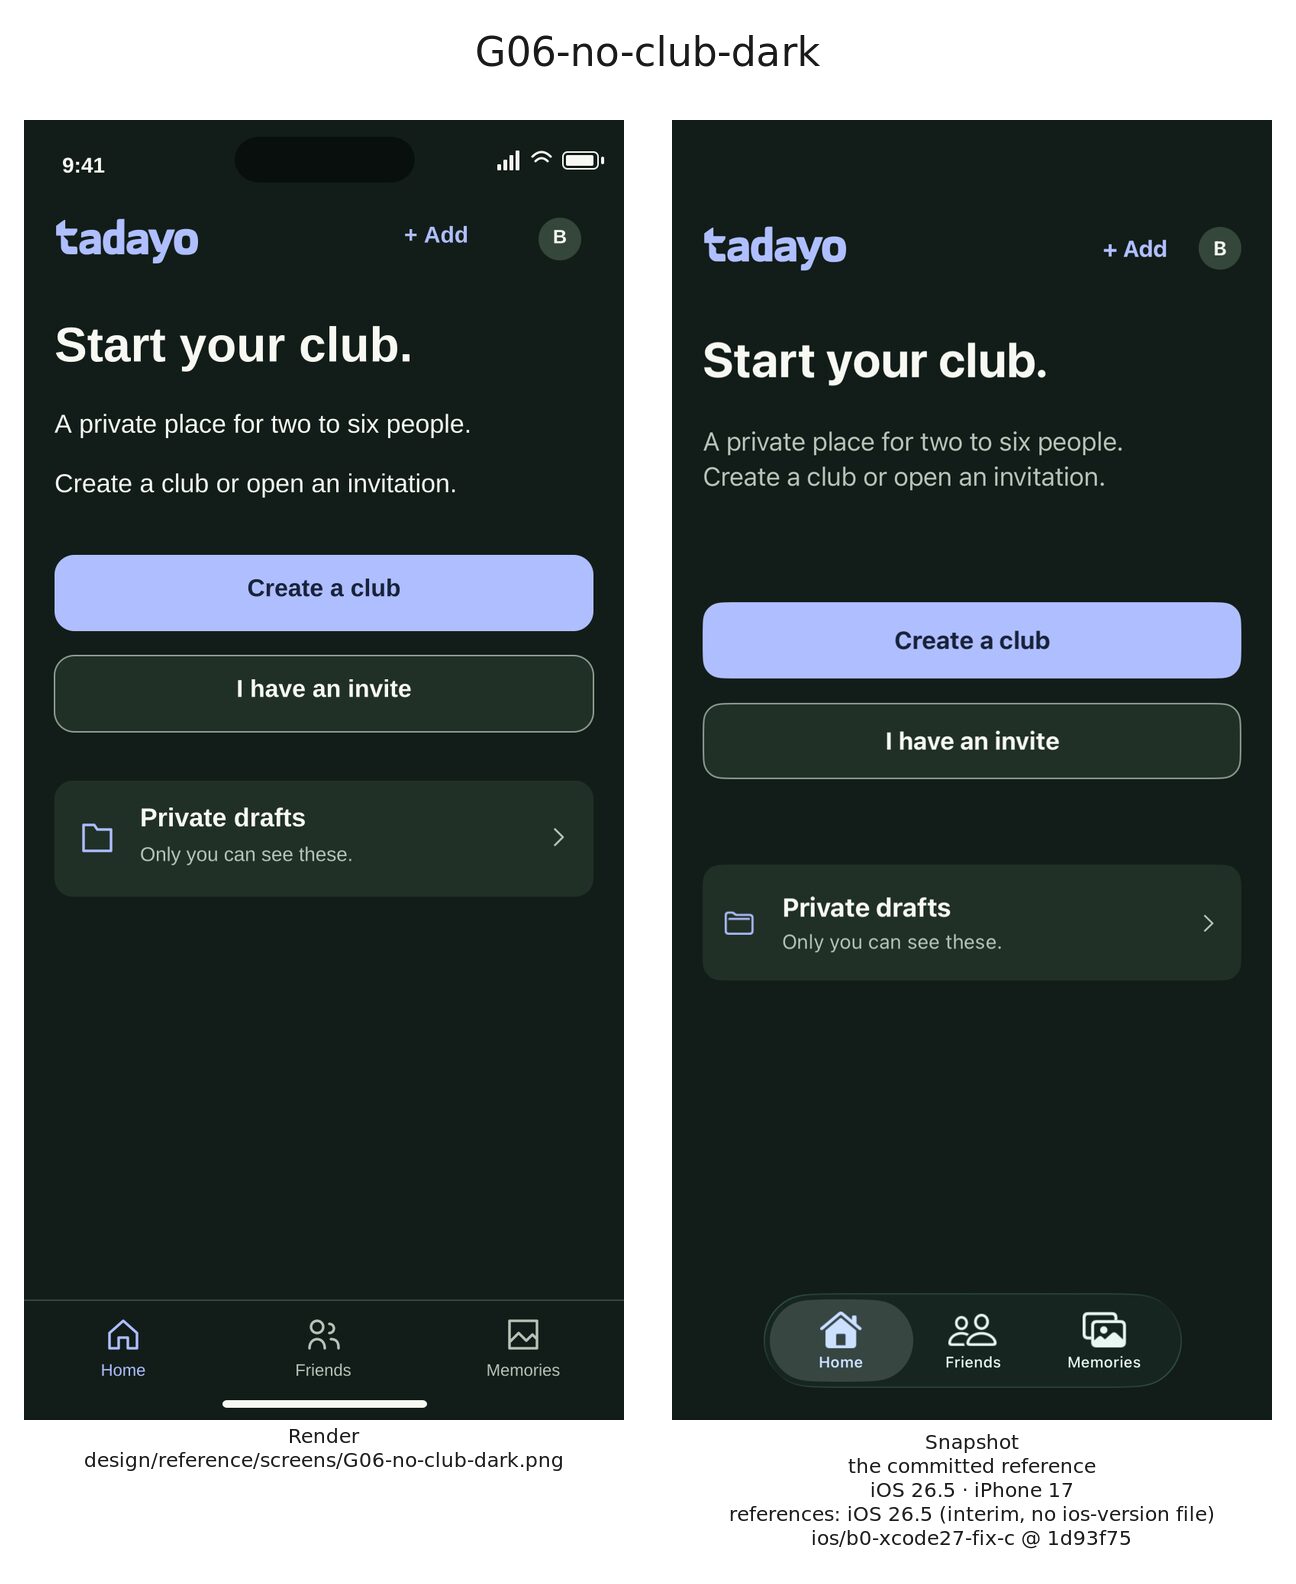 G06-no-club-dark
9:41
tadayo
+ Add
B
Start your club.
A private place for two to six people.
Create a club or open an invitation.
Create a club
I have an invite
Private drafts
Only you can see these.
Home
Friends
Memories
Render
design/reference/screens/G06-no-club-dark.png
tadayo
+ Add
B
Start your club.
A private place for two to six people.
Create a club or open an invitation.
Create a club
I have an invite
Private drafts
Only you can see these.
Home
Friends
Memories
Snapshot
the committed reference
iOS 26.5 · iPhone 17
references: iOS 26.5 (interim, no ios-version file)
ios/b0-xcode27-fix-c @ 1d93f75